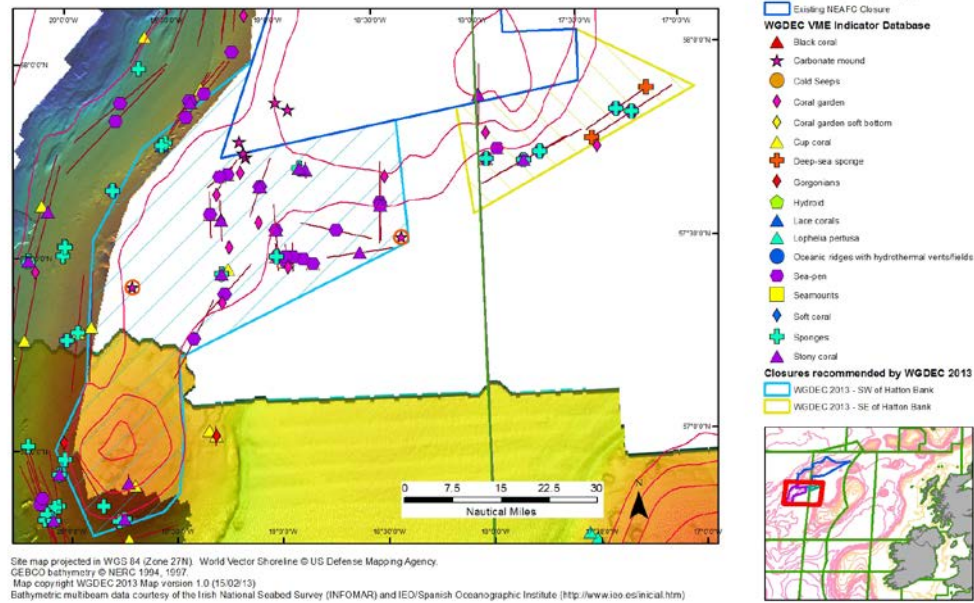 Existing NEAFC Closure
WGDEC VME Indicator Database
Black coral
Carbonate mound
Cold Seeps
Coral garden
Coral garden soft bottom
Cup coral
Deep-sea sponge
Gorgonians
Hydroid
Lace corals
Lophelia pertusa
Oceanic ridges with hydrothermal vents/fields
Sea-pen
Seamounts
Soft coral
Sponges
Stony coral
Closures recommended by WGDEC 2013
WGDEC 2013 - SW of Hatton Bank
WGDEC 2013 - SE of Hatton Bank
0 7.5 15 22.5 30
Nautical Miles
N
Site map projected in WGS 84 (Zone 27N). World Vector Shoreline © US Defense Mapping Agency.
GEBCO bathymetry © NERC 1994, 1997.
Map copyright WGDEC 2013 Map version 1.0 (15/02/13)
Bathymetric multibeam data courtesy of the Irish National Seabed Survey (INFOMAR) and IEO/Spanish Oceanographic Institute (http://www.ieo.es/inicial.htm)